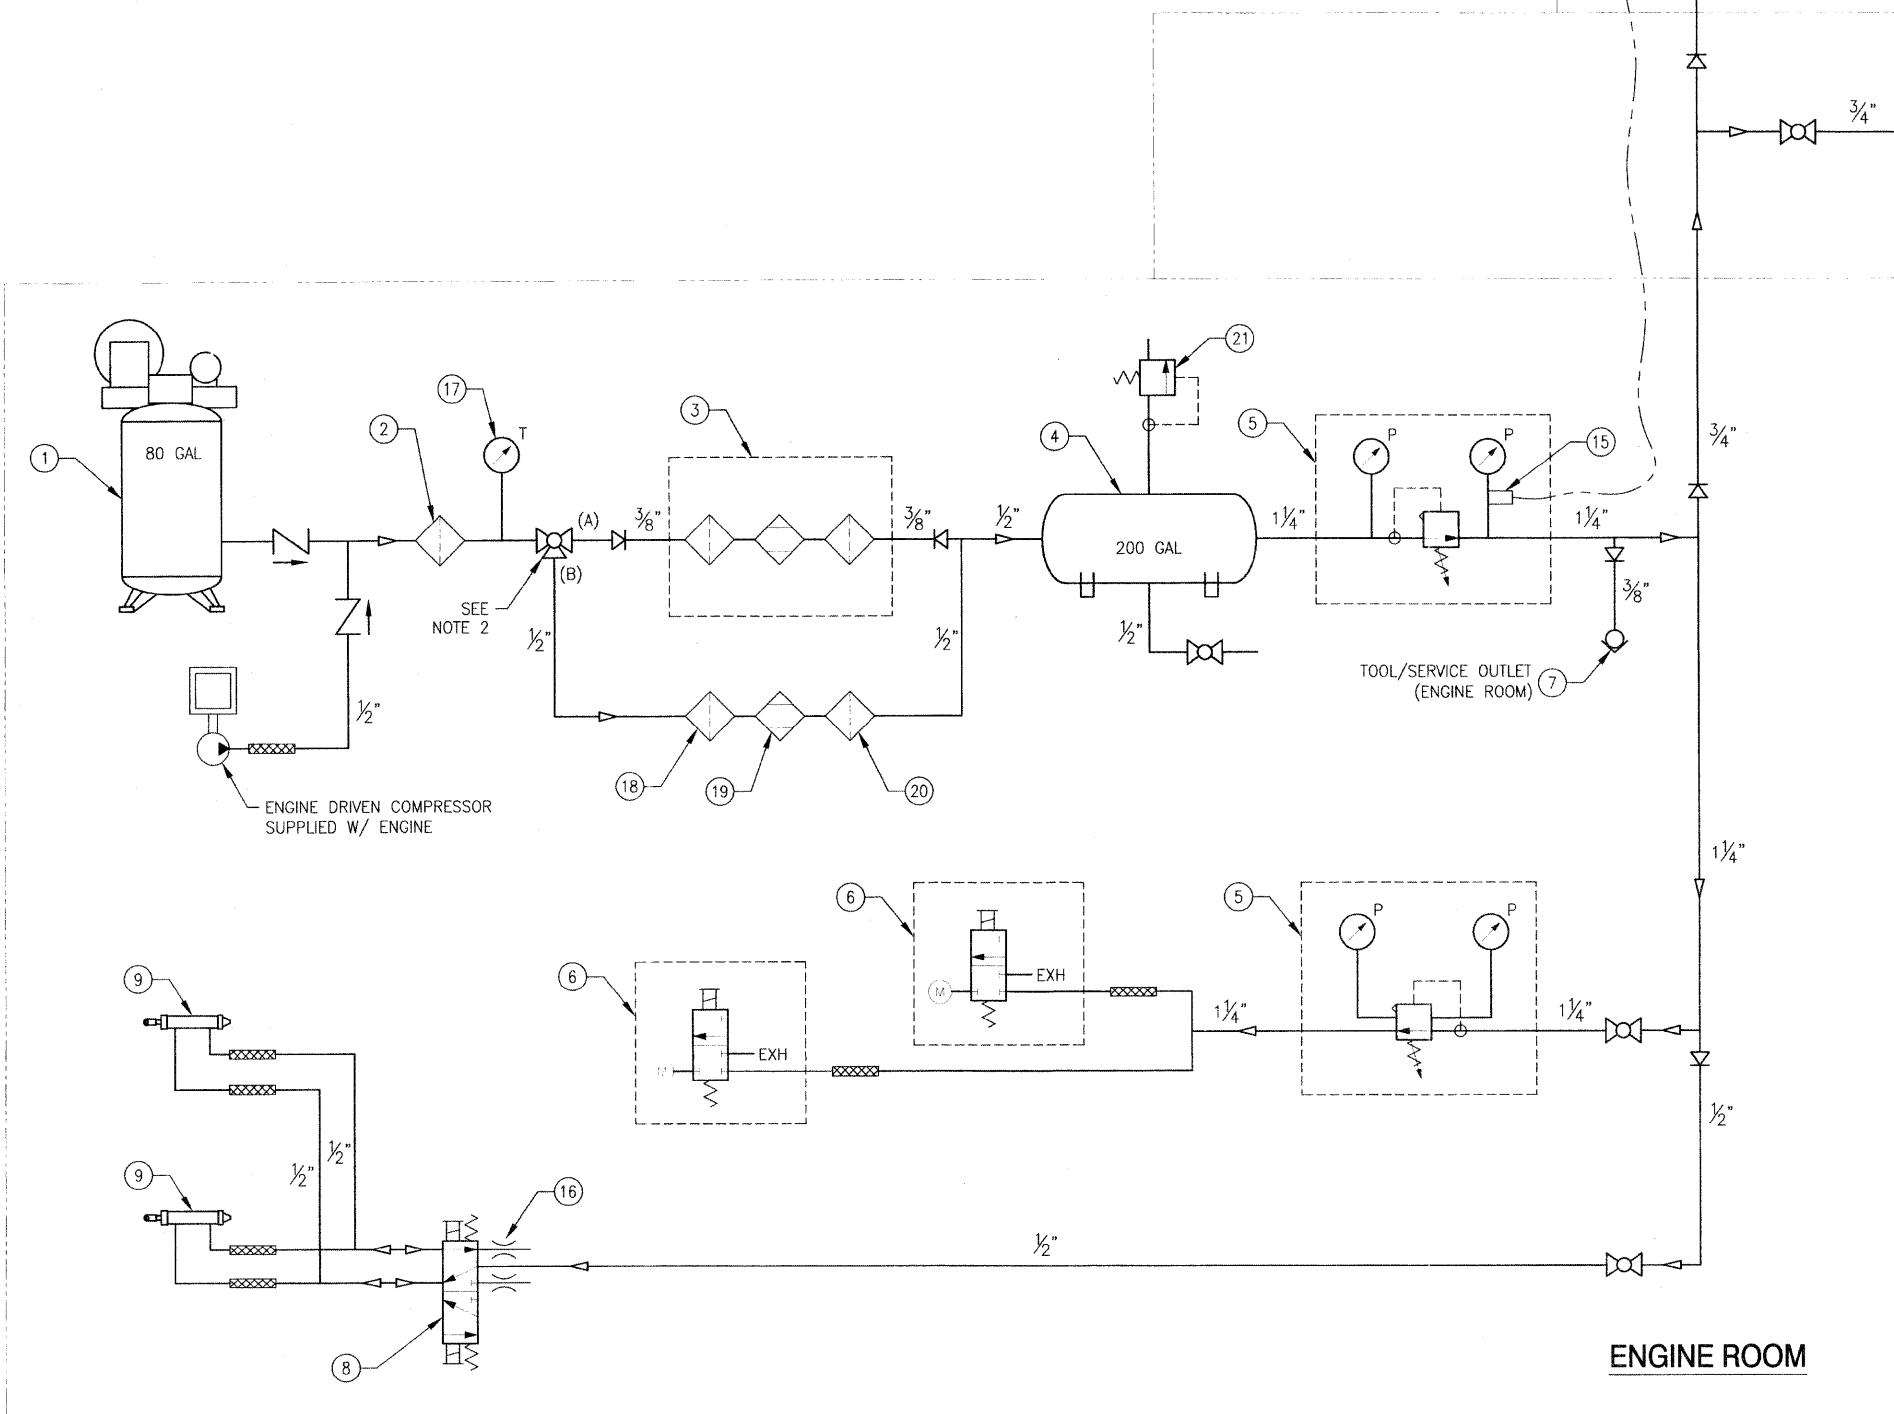 3/4"
21
17
T
3
2
5
P
P
15
4
3/4"
1
80 GAL
(A)
3/8"
3/8"
1/2"
1 1/4"
1 1/4"
200 GAL
(B)
3/8"
SEE
NOTE 2
1/2"
1/2"
1/2"
TOOL/SERVICE OUTLET
(ENGINE ROOM)
7
1/2"
18
19
20
ENGINE DRIVEN COMPRESSOR
SUPPLIED W/ ENGINE
1 1/4"
6
5
P
P
9
6
EXH
M
1 1/4"
1 1/4"
EXH
M
1/2"
1/2"
1/2"
9
16
1/2"
8
ENGINE ROOM